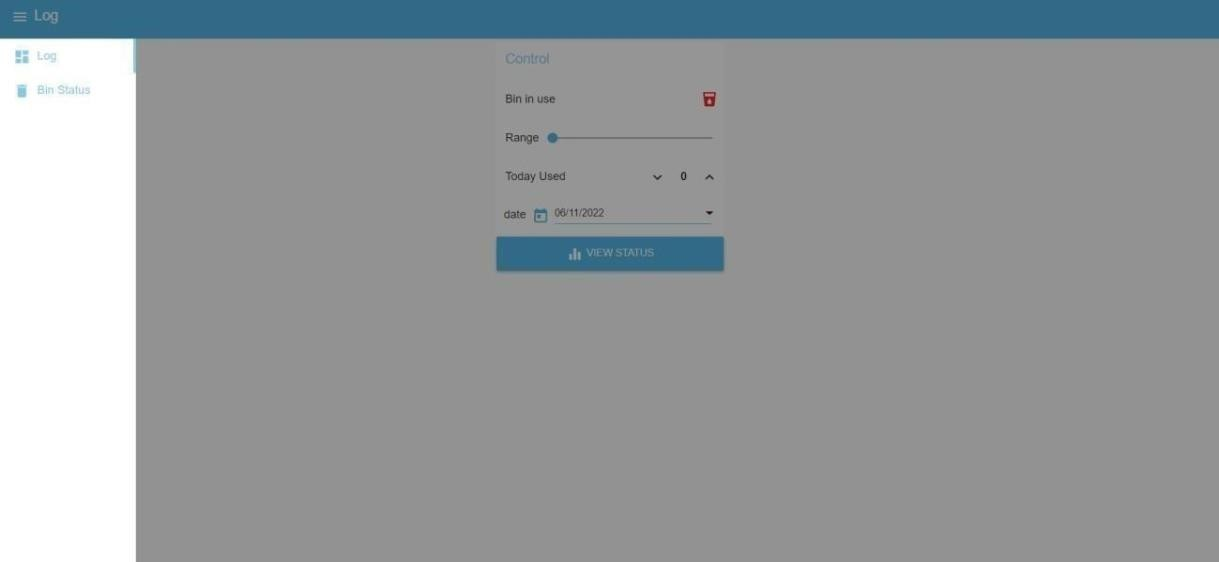 Log
Log
Bin Status
Control
Bin in use
Range
Today Used 0
date 06/11/2022
VIEW STATUS